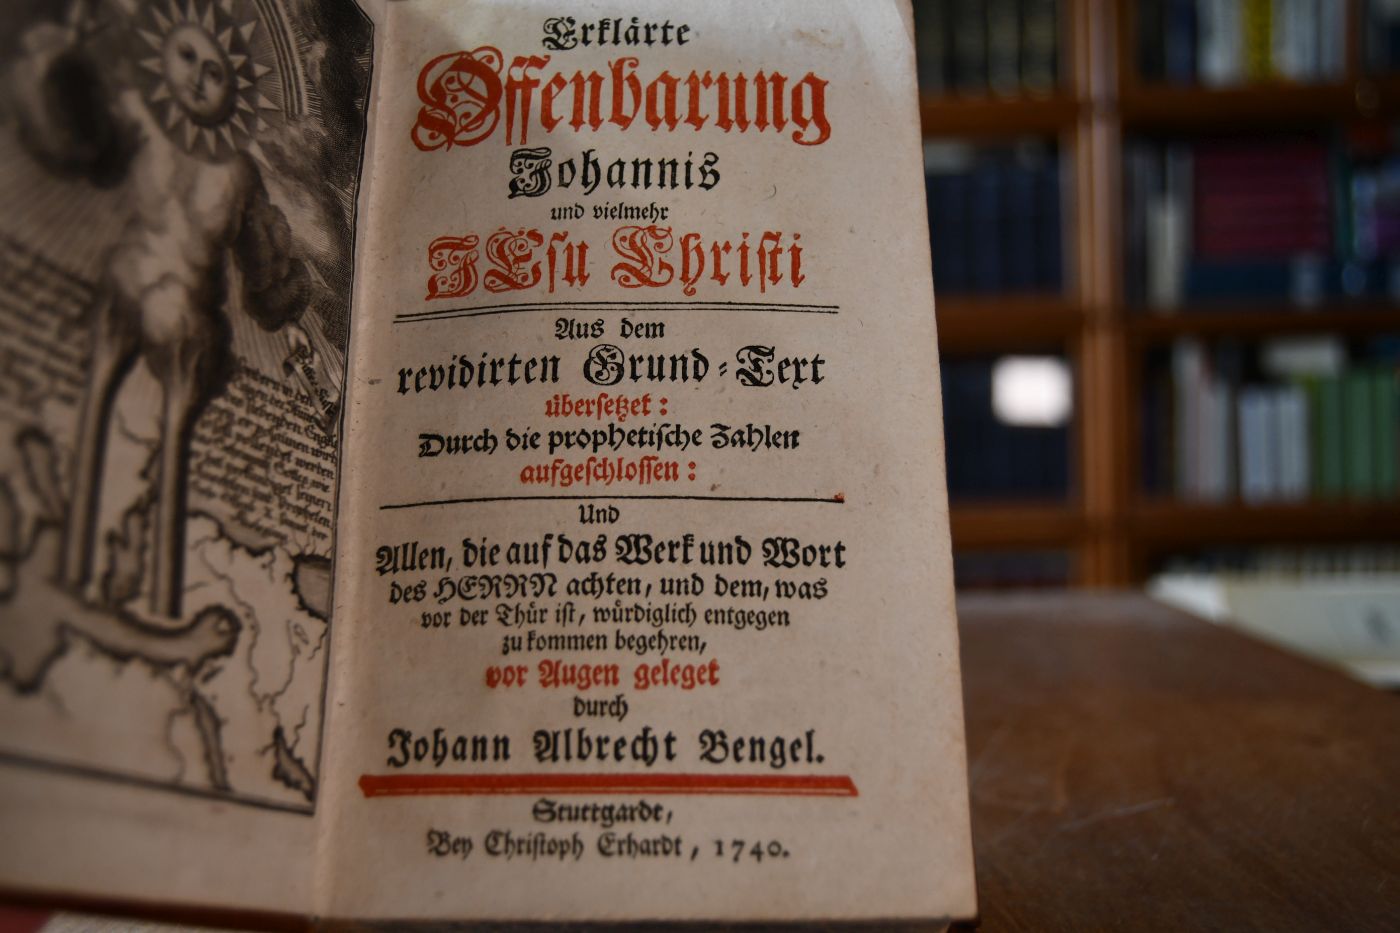 Erklärte
Offenbarung
Johannis
und vielmehr
JEsu Christi
Aus dem
revidirten Grund-Text
übersetzet:
Durch die prophetische Zahlen
aufgeschlossen:
Und
Allen, die auf das Werk und Wort
des HERRN achten, und dem, was
vor der Thür ist, würdiglich entgegen
zu kommen begehren,
vor Augen geleget
durch
Johann Albrecht Bengel.
Stuttgardt,
Bey Christoph Erhardt, 1740.